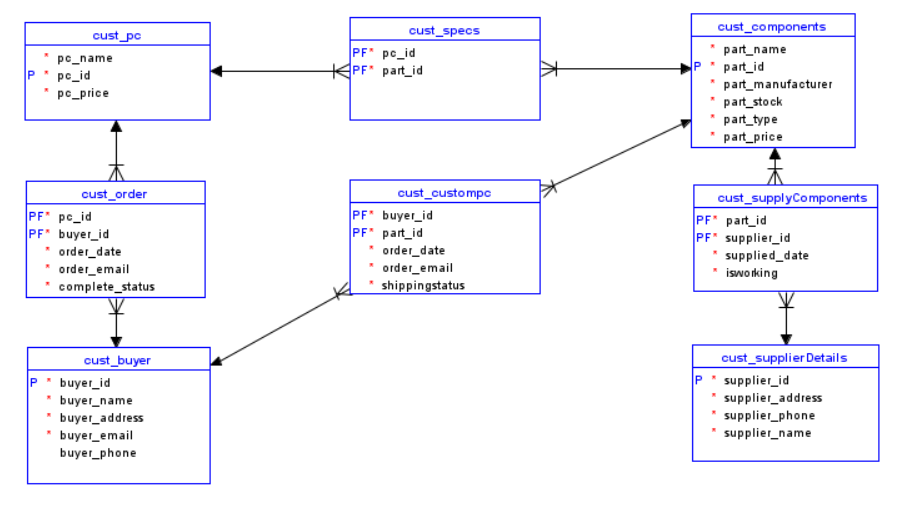 cust_pc
* pc_name
P * pc_id
* pc_price
cust_specs
PF* pc_id
PF* part_id
cust_components
* part_name
P * part_id
* part_manufacturer
* part_stock
* part_type
* part_price
cust_order
PF* pc_id
PF* buyer_id
* order_date
* order_email
* complete_status
cust_custompc
PF* buyer_id
PF* part_id
* order_date
* order_email
* shippingstatus
cust_supplyComponents
PF* part_id
PF* supplier_id
* supplied_date
* isworking
cust_buyer
P * buyer_id
* buyer_name
* buyer_address
* buyer_email
buyer_phone
cust_supplierDetails
P * supplier_id
* supplier_address
* supplier_phone
* supplier_name